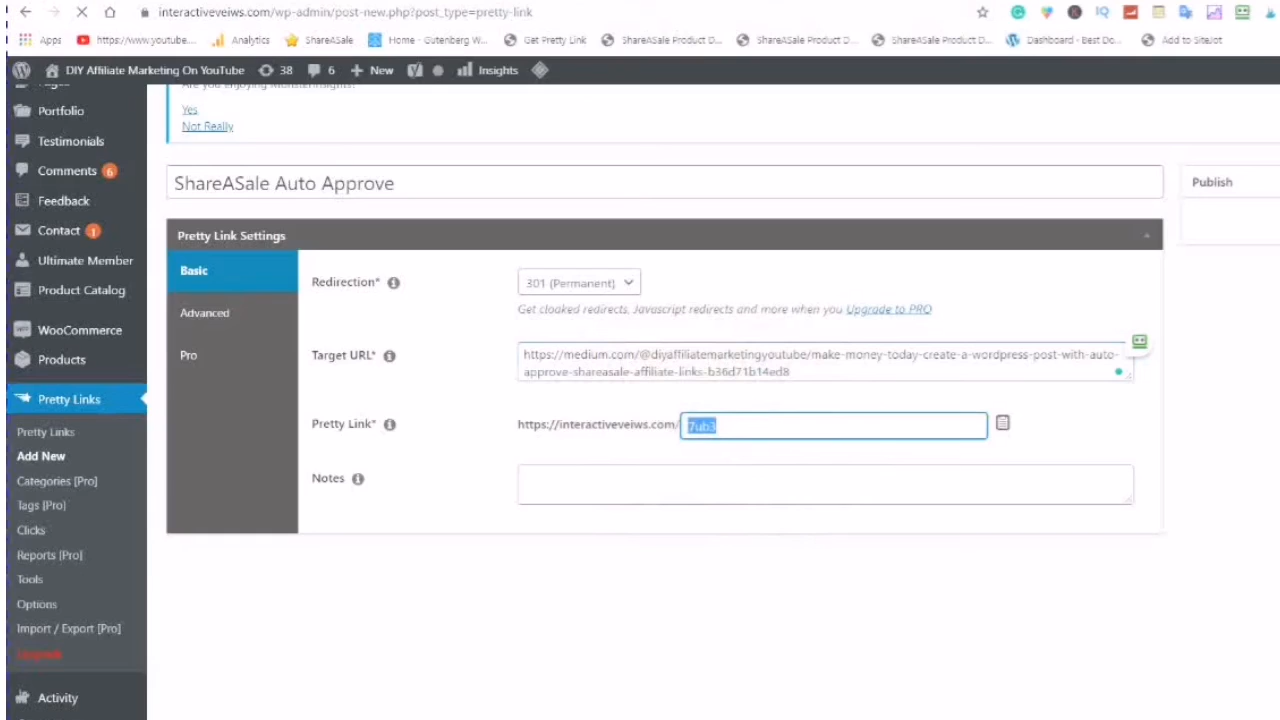 interactiveveiws.com/wp-admin/post-new.php?post_type=pretty-link
Apps https://www.youtube.... Analytics ShareASale Home - Gutenberg W... Get Pretty Link ShareASale Product D... ShareASale Product D... ShareASale Product D... Dashboard - Best Do... Add to SiteJot
DIY Affiliate Marketing On YouTube 38 6 New Insights
Pages
Are you enjoying MonsterInsights?
Yes
Not Really
Portfolio
Testimonials
Comments 6
Feedback
Contact 1
Ultimate Member
Product Catalog
WooCommerce
Products
Pretty Links
Pretty Links
Add New
Categories [Pro]
Tags [Pro]
Clicks
Reports [Pro]
Tools
Options
Import / Export [Pro]
Upgrade
Activity
ShareASale Auto Approve
Publish
Pretty Link Settings
Basic
Advanced
Pro
Redirection* 301 (Permanent)
Get cloaked redirects, Javascript redirects and more when you Upgrade to PRO
Target URL* https://medium.com/@diyaffiliatemarketingyoutube/make-money-today-create-a-wordpress-post-with-auto-
approve-shareasale-affiliate-links-b36d71b14ed8
Pretty Link* https://interactiveveiws.com/ 7ub3
Notes